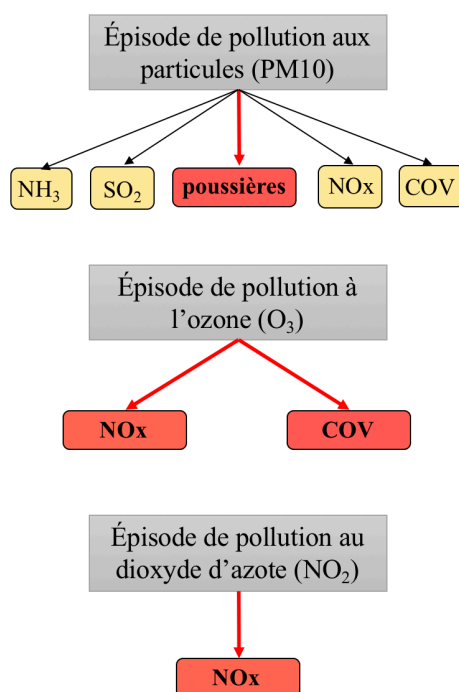 Épisode de pollution aux
particules (PM10)
NH₃ SO₂ poussières NOx COV
Épisode de pollution à
l’ozone (O₃)
NOx COV
Épisode de pollution au
dioxyde d’azote (NO₂)
NOx